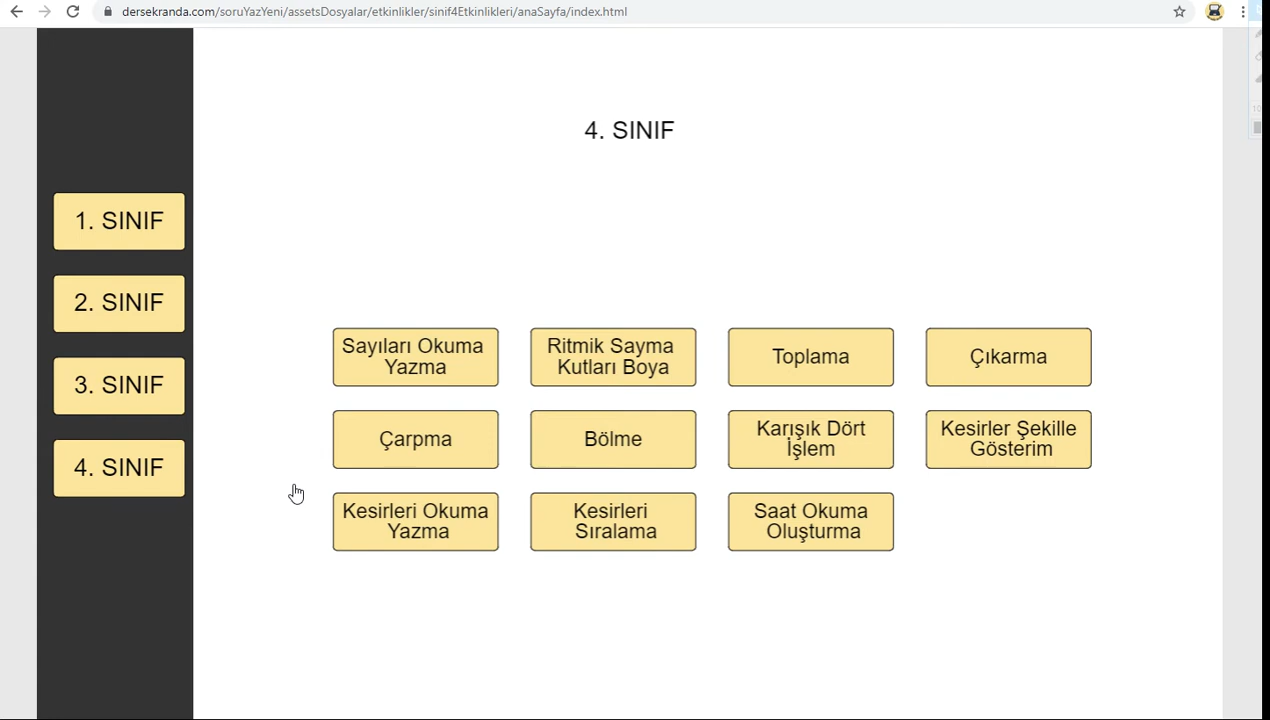 dersekranda.com/soruYazYeni/assetsDosyalar/etkinlikler/sinif4Etkinlikleri/anaSayfa/index.html
4. SINIF
1. SINIF
2. SINIF
3. SINIF
4. SINIF
Sayıları Okuma
Yazma
Ritmik Sayma
Kutları Boya
Toplama
Çıkarma
Çarpma
Bölme
Karışık Dört
İşlem
Kesirler Şekille
Gösterim
Kesirleri Okuma
Yazma
Kesirleri
Sıralama
Saat Okuma
Oluşturma